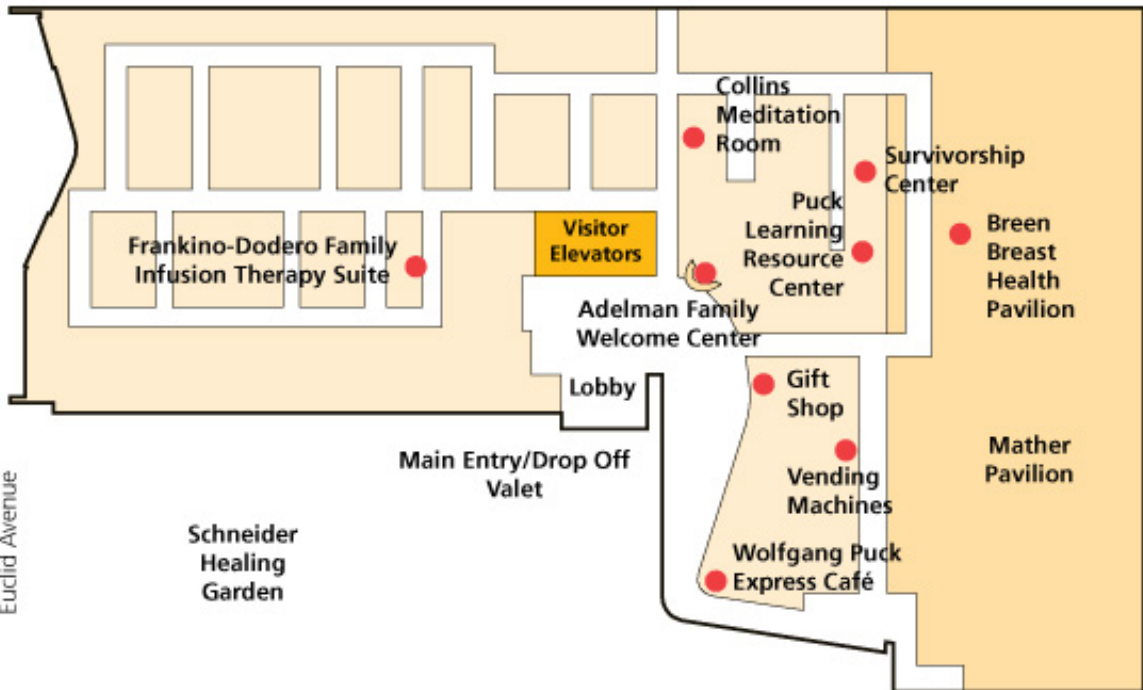 Collins
Meditation
Room
Survivorship
Center
Puck
Learning
Resource
Center
Breen
Breast
Health
Pavilion
Visitor
Elevators
Frankino-Dodero Family
Infusion Therapy Suite
Adelman Family
Welcome Center
Lobby
Gift
Shop
Main Entry/Drop Off
Valet
Vending
Machines
Mather
Pavilion
Schneider
Healing
Garden
Wolfgang Puck
Express Café
Euclid Avenue